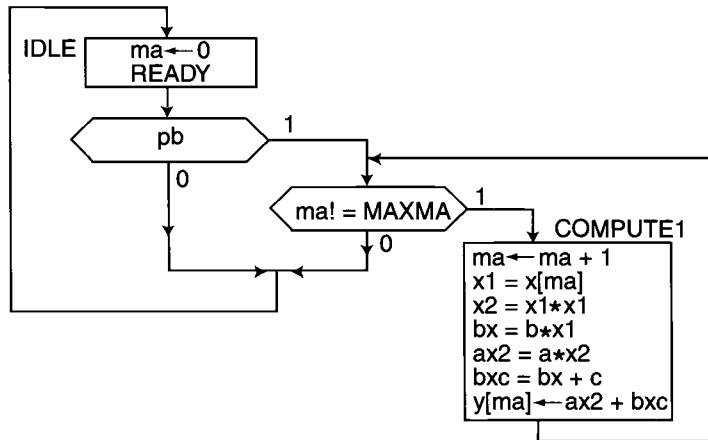 IDLE
ma ← 0
READY
pb
1
0
ma! = MAXMA
1
0
COMPUTE1
ma ← ma + 1
x1 = x[ma]
x2 = x1*x1
bx = b*x1
ax2 = a*x2
bxc = bx + c
y[ma] ← ax2 + bxc